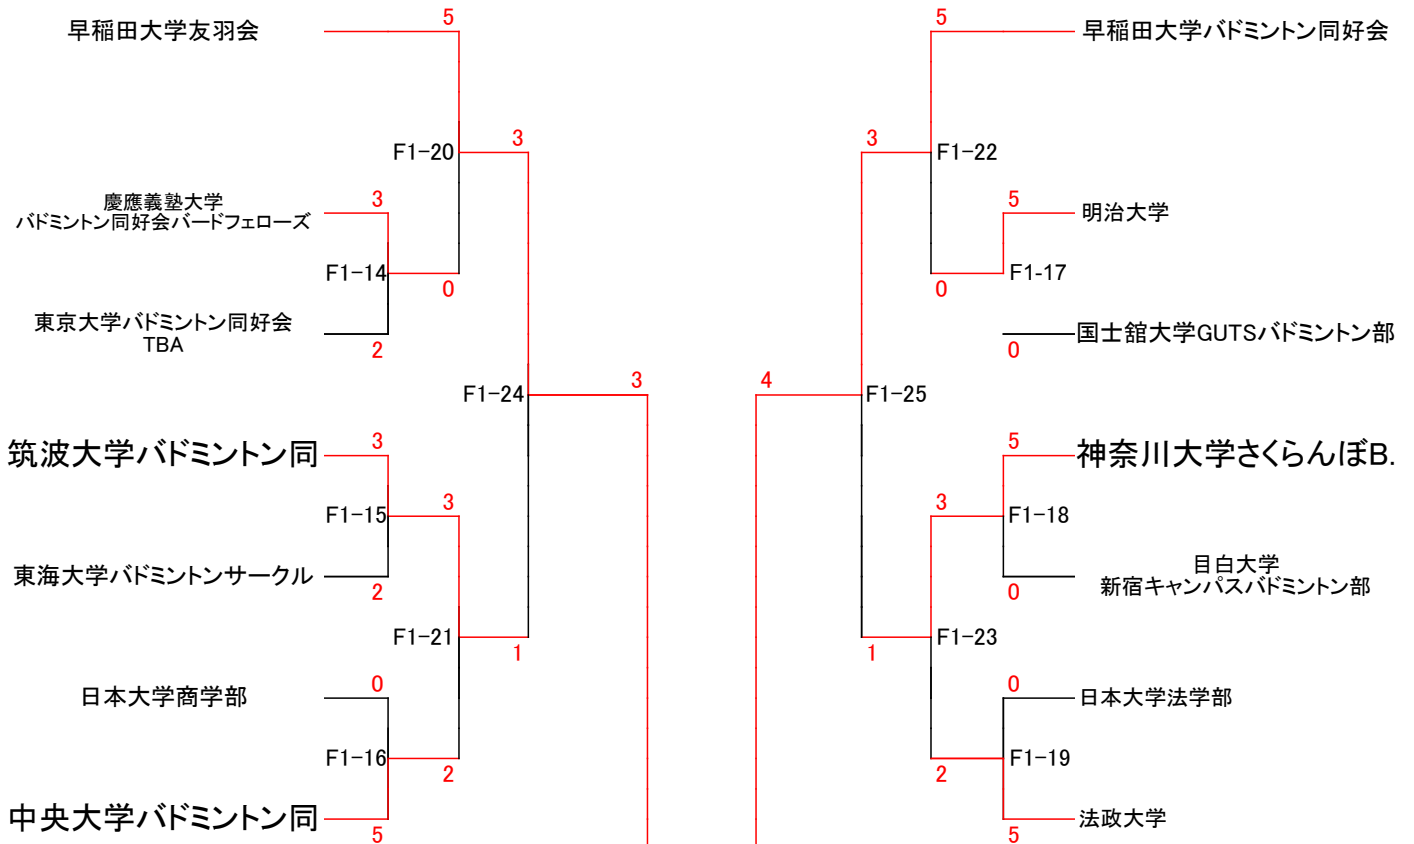 5
5
早稲田大学友羽会
早稲田大学バドミントン同好会
3
3
F1-20
F1-22
慶應義塾大学
バドミントン同好会バードフェローズ
3
5
明治大学
F1-14
0
0
F1-17
東京大学バドミントン同好会
TBA
2
0
国士舘大学GUTSバドミントン部
F1-24
3
4
F1-25
筑波大学バドミントン同
3
5
神奈川大学さくらんぼB.
F1-15
3
3
F1-18
東海大学バドミントンサークル
2
0
目白大学
新宿キャンパスバドミントン部
F1-21
1
1
F1-23
日本大学商学部
0
0
日本大学法学部
F1-16
2
2
F1-19
中央大学バドミントン同
5
5
法政大学